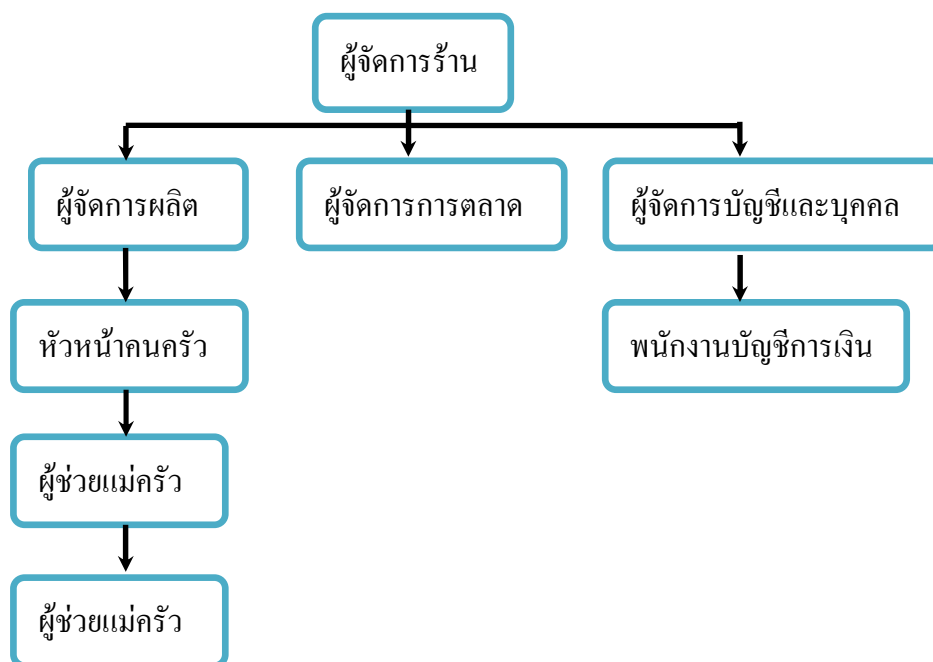 ผู้จัดการร้าน
ผู้จัดการผลิต
ผู้จัดการการตลาด
ผู้จัดการบัญชีและบุคคล
หัวหน้าคนครัว
พนักงานบัญชีการเงิน
ผู้ช่วยแม่ครัว
ผู้ช่วยแม่ครัว